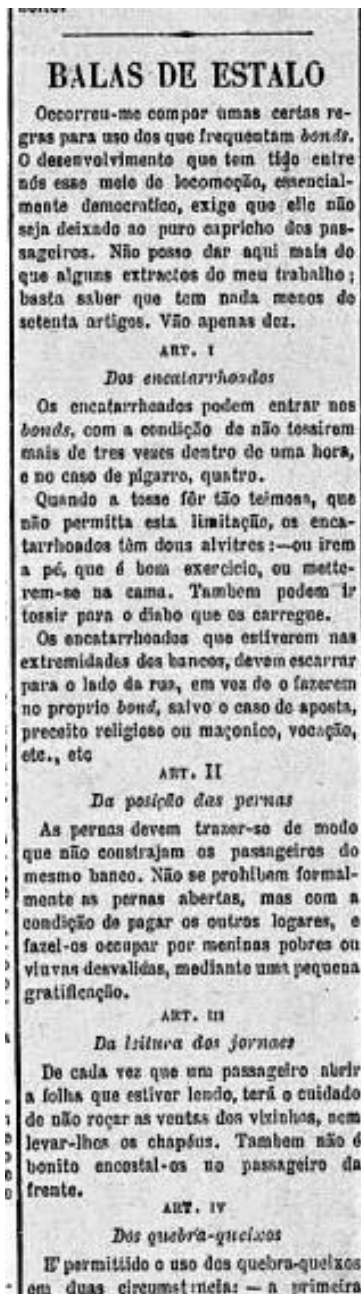 BALAS DE ESTALO
Occorreu-me compor umas certas re-
gras para uso dos que frequentam bonds.
O desenvolvimento que tem tido entre
nós esse meio de locomoção, essencial-
mente democratico, exige que elle não
seja deixado ao puro capricho dos pas-
sageiros. Não posso dar aqui mais do
que alguns extractos do meu trabalho;
basta saber que tem nada menos de
setenta artigos. Vão apenas dez.
ART. I
Dos encatarrhoados
Os encatarrhoados podem entrar nos
bonds, com a condição de não tossirem
mais de tres vezes dentro de uma hora,
e no caso de pigarro, quatro.
Quando a tosse fôr tão teimosa, que
não permitta esta limitação, os enca-
tarrhoados têm dous alvitres:—ou irem
a pé, que é bom exercicio, ou mette-
rem-se na cama. Tambem podem ir
tossir para o diabo que os carregue.
Os encatarrhoados que estiverem nas
extremidades dos bancos, devem escarrar
para o lado da rua, em vez de o fazerem
no proprio bond, salvo o caso de aposta,
preceito religioso ou maçonico, vocação,
etc., etc
ART. II
Da posição das pernas
As pernas devem trazer-se de modo
que não constrajam os passageiros do
mesmo banco. Não se prohibem formal-
mente as pernas abertas, mas com a
condição de pagar os outros logares, e
fazel-os occupar por meninas pobres ou
viuvas desvalidas, mediante uma pequena
gratificação.
ART. III
Da leitura dos jornaes
De cada vez que um passageiro abrir
a folha que estiver lendo, terá o cuidado
de não roçar as ventas dos vizinhos, nem
levar-lhes os chapéus. Tambem não é
bonito encostal-os no passageiro da
frente.
ART. IV
Dos quebra-queixos
E' permittido o uso dos quebra-queixos
em duas circumstancias: — a primeira